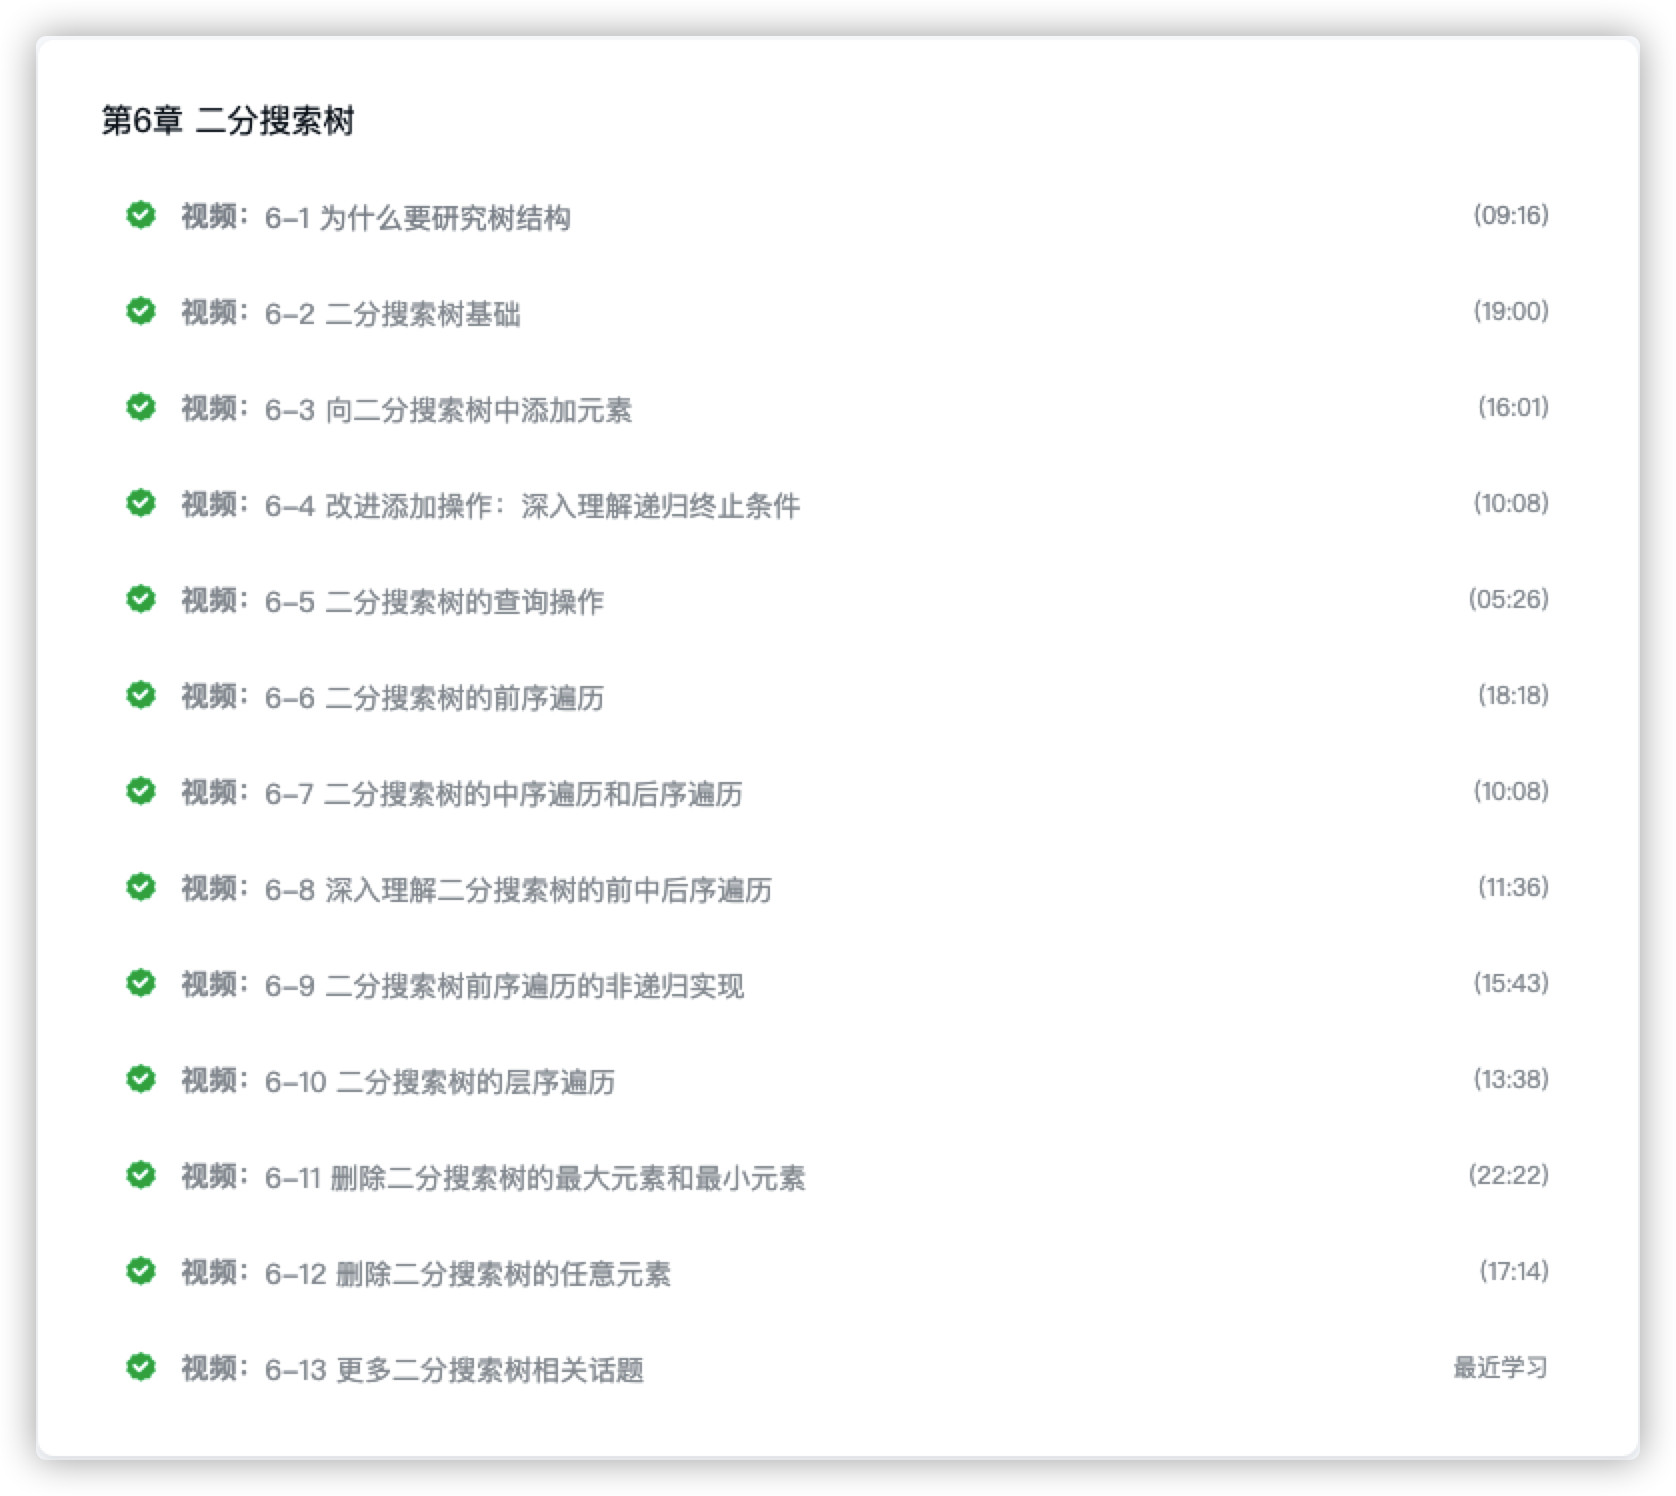 第6章 二分搜索树
视频：6-1 为什么要研究树结构 (09:16)
视频：6-2 二分搜索树基础 (19:00)
视频：6-3 向二分搜索树中添加元素 (16:01)
视频：6-4 改进添加操作：深入理解递归终止条件 (10:08)
视频：6-5 二分搜索树的查询操作 (05:26)
视频：6-6 二分搜索树的前序遍历 (18:18)
视频：6-7 二分搜索树的中序遍历和后序遍历 (10:08)
视频：6-8 深入理解二分搜索树的前中后序遍历 (11:36)
视频：6-9 二分搜索树前序遍历的非递归实现 (15:43)
视频：6-10 二分搜索树的层序遍历 (13:38)
视频：6-11 删除二分搜索树的最大元素和最小元素 (22:22)
视频：6-12 删除二分搜索树的任意元素 (17:14)
视频：6-13 更多二分搜索树相关话题 最近学习